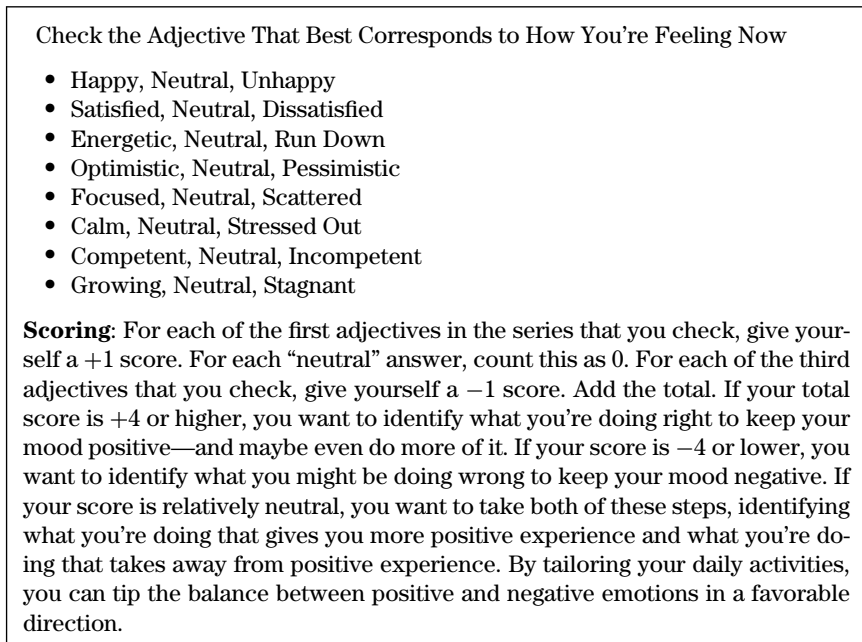 Check the Adjective That Best Corresponds to How You're Feeling Now
• Happy, Neutral, Unhappy
• Satisfied, Neutral, Dissatisfied
• Energetic, Neutral, Run Down
• Optimistic, Neutral, Pessimistic
• Focused, Neutral, Scattered
• Calm, Neutral, Stressed Out
• Competent, Neutral, Incompetent
• Growing, Neutral, Stagnant
Scoring: For each of the first adjectives in the series that you check, give your-
self a +1 score. For each “neutral” answer, count this as 0. For each of the third
adjectives that you check, give yourself a −1 score. Add the total. If your total
score is +4 or higher, you want to identify what you're doing right to keep your
mood positive—and maybe even do more of it. If your score is −4 or lower, you
want to identify what you might be doing wrong to keep your mood negative. If
your score is relatively neutral, you want to take both of these steps, identifying
what you're doing that gives you more positive experience and what you're do-
ing that takes away from positive experience. By tailoring your daily activities,
you can tip the balance between positive and negative emotions in a favorable
direction.